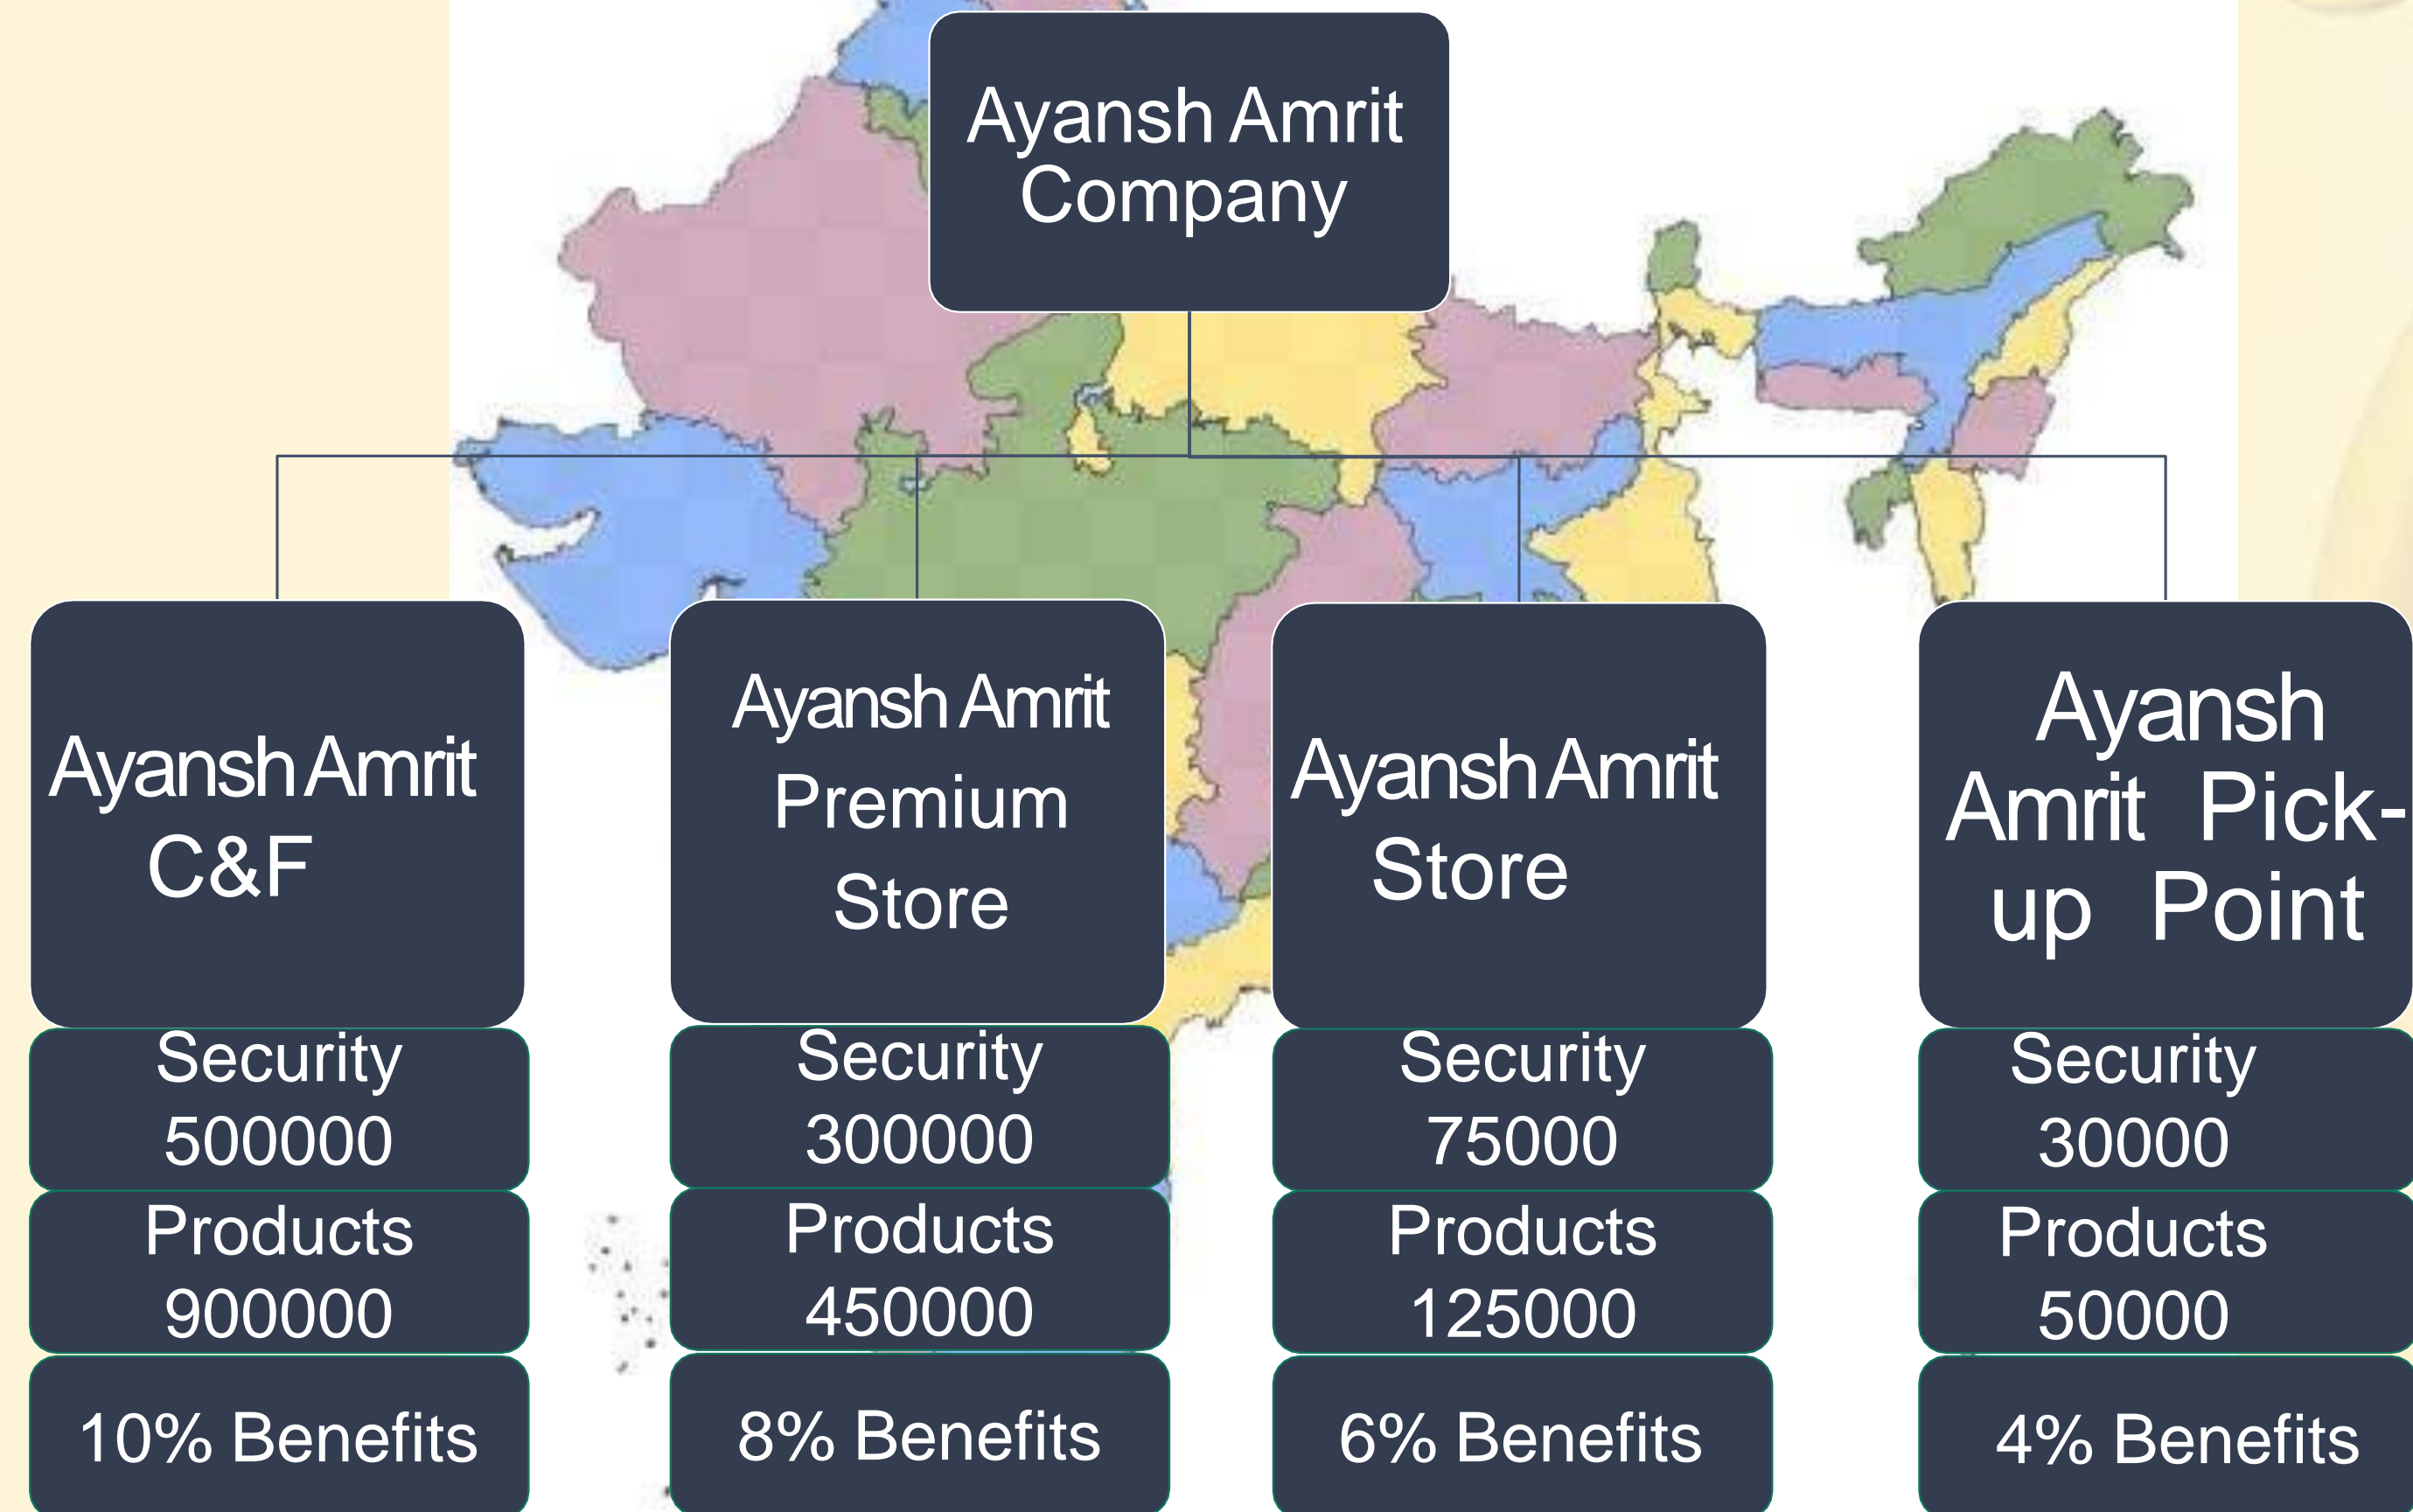 Ayansh Amrit
Company
Ayansh Amrit
C&F
Security
500000
Products
900000
10% Benefits
Ayansh Amrit
Premium
Store
Security
300000
Products
450000
8% Benefits
Ayansh Amrit
Store
Security
75000
Products
125000
6% Benefits
Ayansh
Amrit Pick-
up Point
Security
30000
Products
50000
4% Benefits